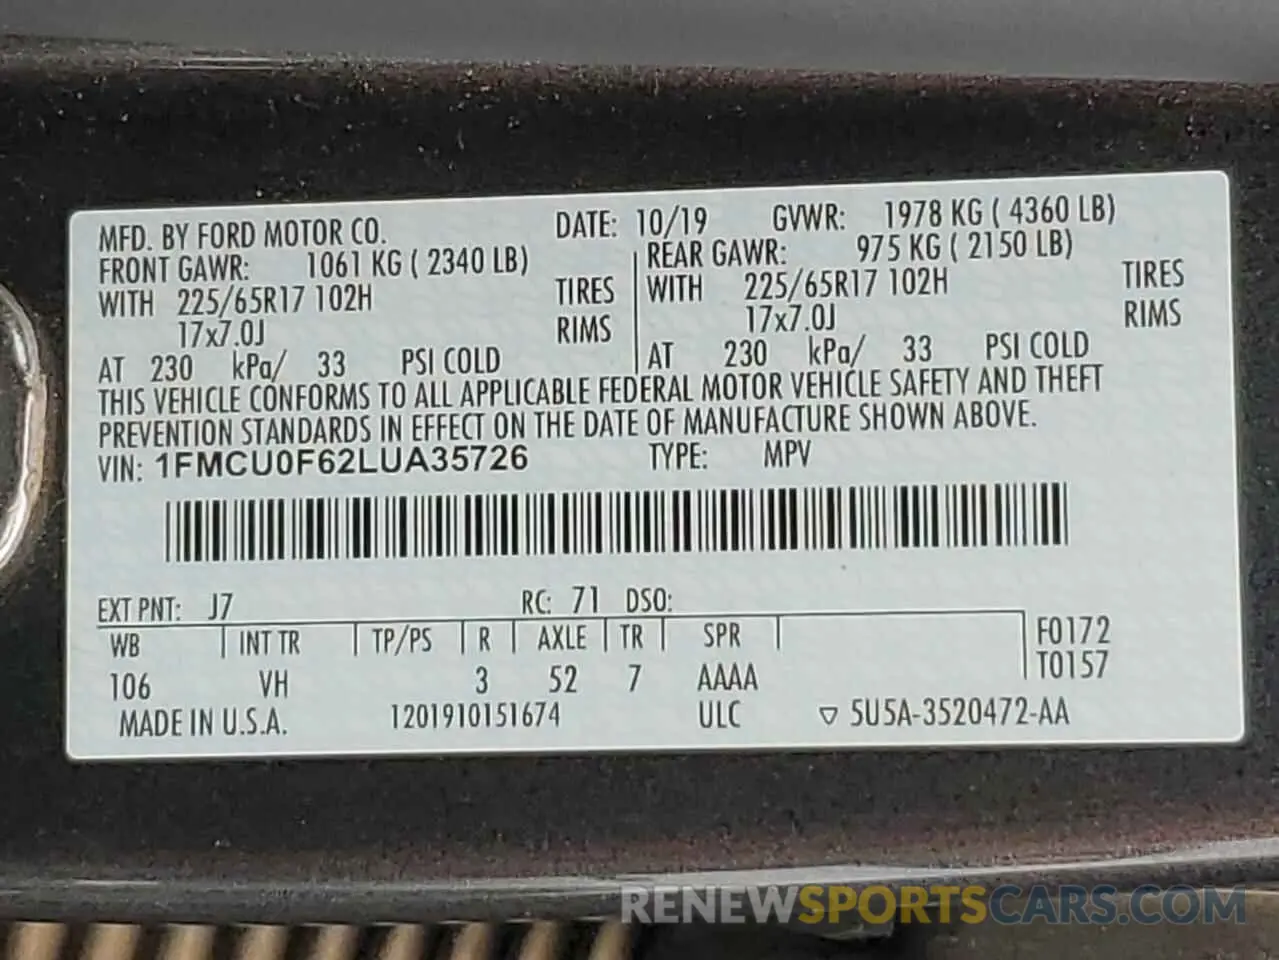 MFD. BY FORD MOTOR CO. DATE: 10/19 GVWR: 1978 KG ( 4360 LB)
FRONT GAWR: 1061 KG ( 2340 LB) REAR GAWR: 975 KG ( 2150 LB)
WITH 225/65R17 102H TIRES WITH 225/65R17 102H TIRES
17x7.0J RIMS 17x7.0J RIMS
AT 230 kPa/ 33 PSI COLD AT 230 kPa/ 33 PSI COLD
THIS VEHICLE CONFORMS TO ALL APPLICABLE FEDERAL MOTOR VEHICLE SAFETY AND THEFT
PREVENTION STANDARDS IN EFFECT ON THE DATE OF MANUFACTURE SHOWN ABOVE.
VIN: 1FMCU0F62LUA35726 TYPE: MPV
EXT PNT: J7 RC: 71 DSO:
WB INT TR TP/PS R AXLE TR SPR F0172
T0157
106 VH 3 52 7 AAAA
MADE IN U.S.A. 1201910151674 ULC ▽ 5U5A-3520472-AA
RENEWSPORTSCARS.COM